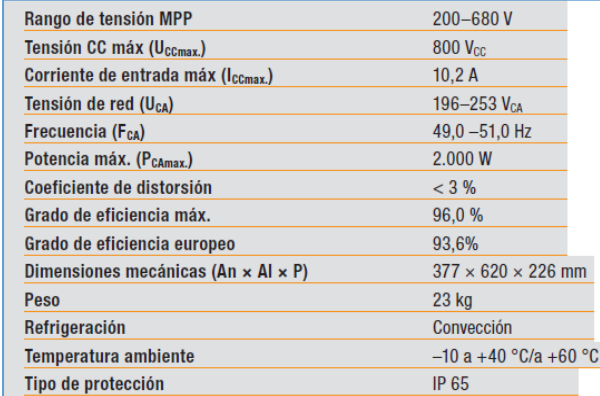 Rango de tensión MPP 200–680 V
Tensión CC máx (UCCmax.) 800 VCC
Corriente de entrada máx (ICCmax.) 10,2 A
Tensión de red (UCA) 196–253 VCA
Frecuencia (FCA) 49,0 –51,0 Hz
Potencia máx. (PCAmax.) 2.000 W
Coeficiente de distorsión < 3 %
Grado de eficiencia máx. 96,0 %
Grado de eficiencia europeo 93,6%
Dimensiones mecánicas (An × Al × P) 377 × 620 × 226 mm
Peso 23 kg
Refrigeración Convección
Temperatura ambiente –10 a +40 °C/a +60 °C
Tipo de protección IP 65